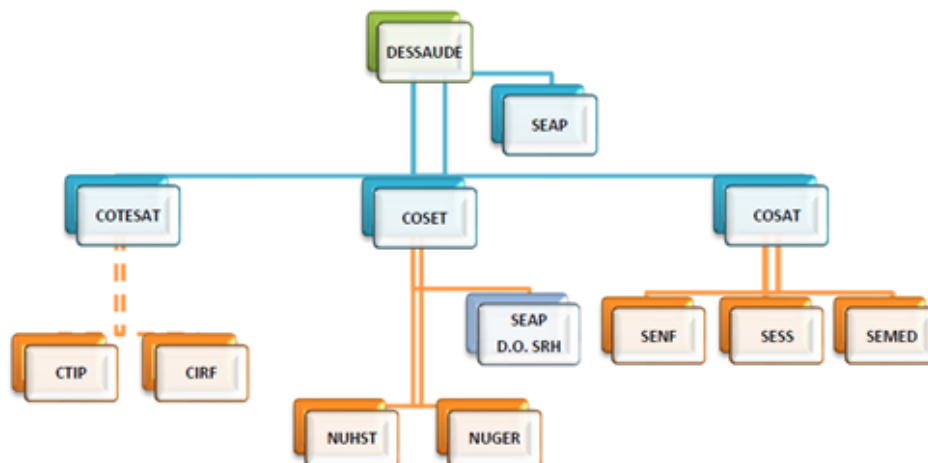 DESSAUDE
SEAP
COTESAT
COSET
COSAT
SEAP
D.O. SRH
SENF
SESS
SEMED
CTIP
CIRF
NUHST
NUGER